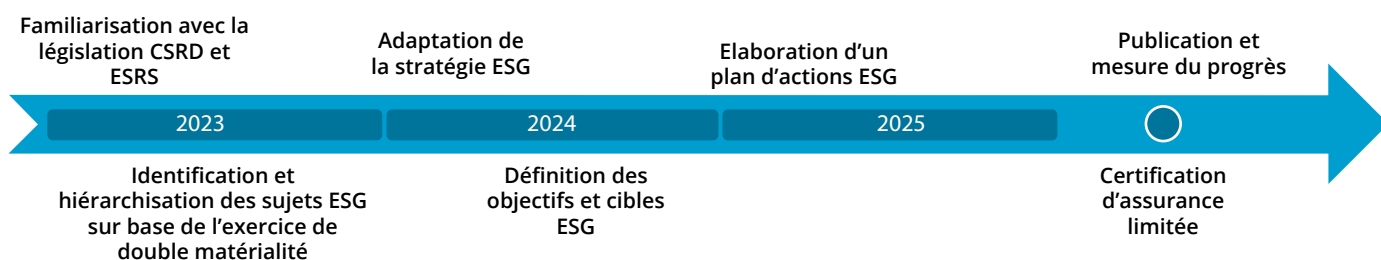 Familiarisation avec la
législation CSRD et
ESRS
Adaptation de
la stratégie ESG
Elaboration d'un
plan d'actions ESG
Publication et
mesure du progrès
2023
2024
2025
Identification et
hiérarchisation des sujets ESG
sur base de l'exercice de
double matérialité
Définition des
objectifs et cibles
ESG
Certification
d'assurance
limitée